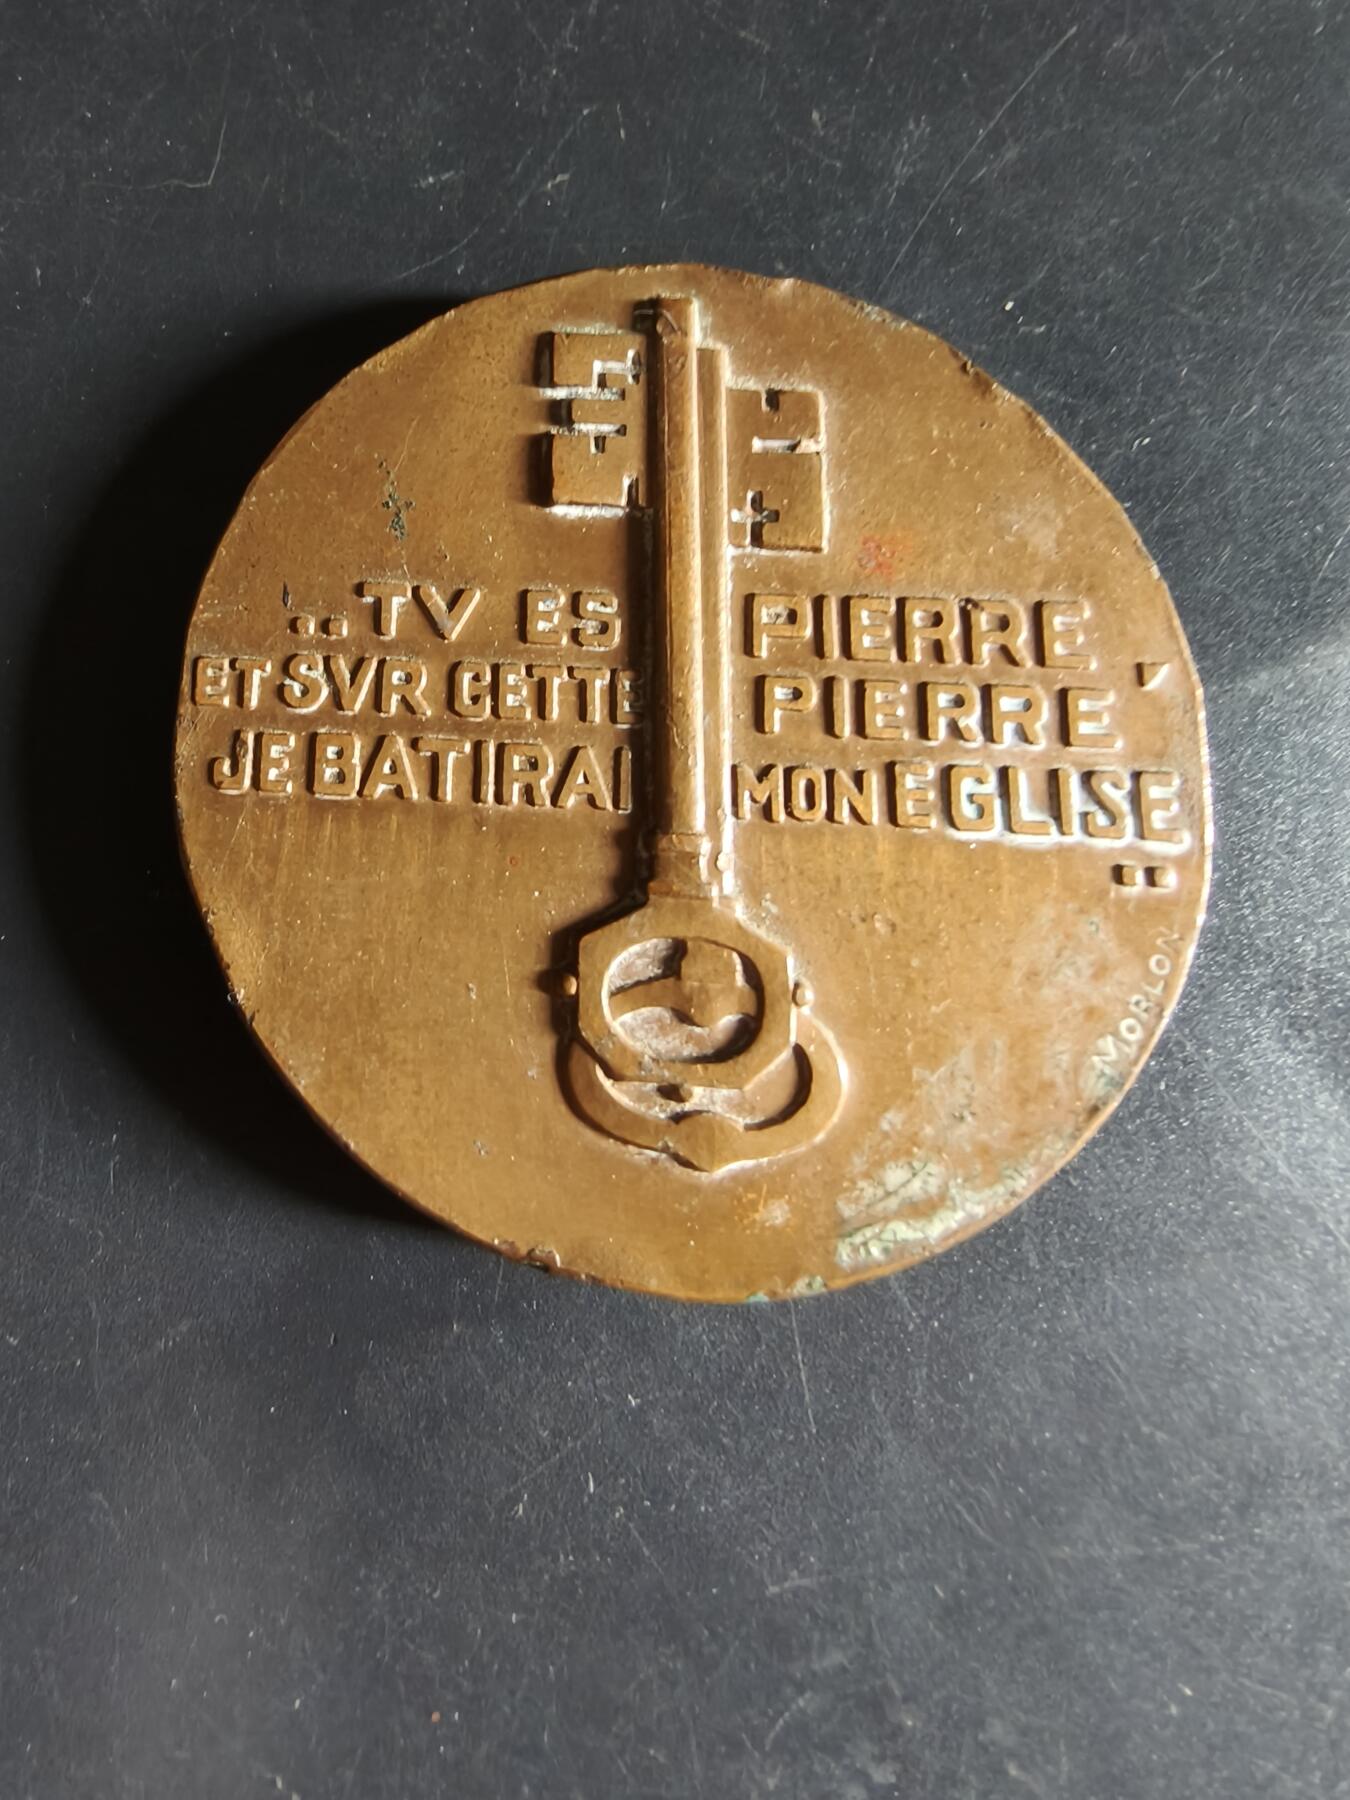 ..TV ES PIERRE,
ET SVR CETTE PIERRE
JE BATIRAI MON EGLISE
..
MORLON